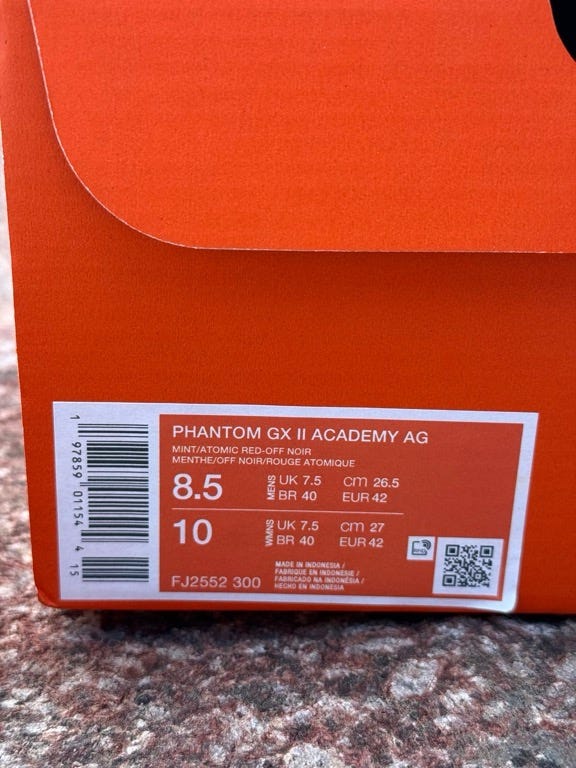 PHANTOM GX II ACADEMY AG
MINT/ATOMIC RED-OFF NOIR
MENTHE/OFF NOIR/ROUGE ATOMIQUE
8.5 MENS UK 7.5 cm 26.5
BR 40 EUR 42
10 WMNS UK 7.5 cm 27
BR 40 EUR 42
FJ2552 300
MADE IN INDONESIA /
FABRIQUE EN INDONESIE /
FABRICADO NA INDONÉSIA /
HECHO EN INDONESIA
1 97859 01154 4 15